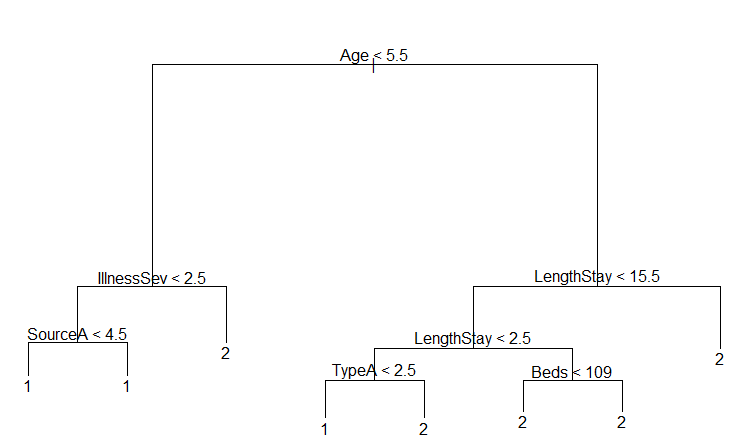 Age < 5.5
IllnessSev < 2.5
LengthStay < 15.5
SourceA < 4.5
2
LengthStay < 2.5
2
1
1
TypeA < 2.5
Beds < 109
1
2
2
2